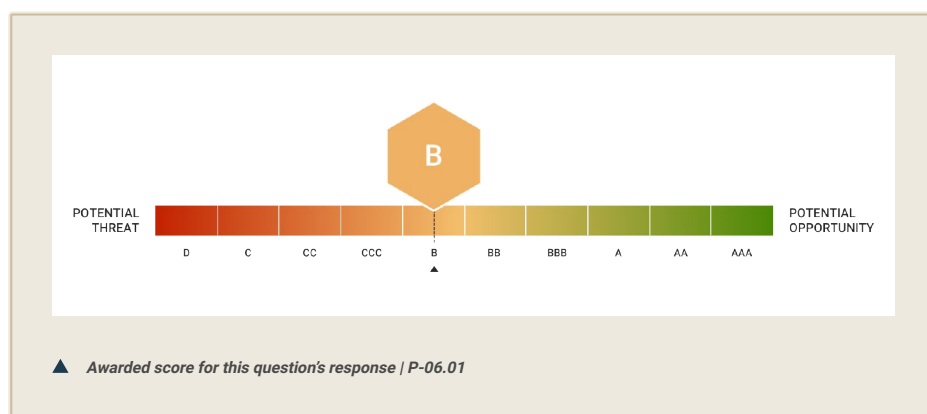 B
POTENTIAL
THREAT
POTENTIAL
OPPORTUNITY
D C CC CCC B BB BBB A AA AAA
Awarded score for this question's response | P-06.01